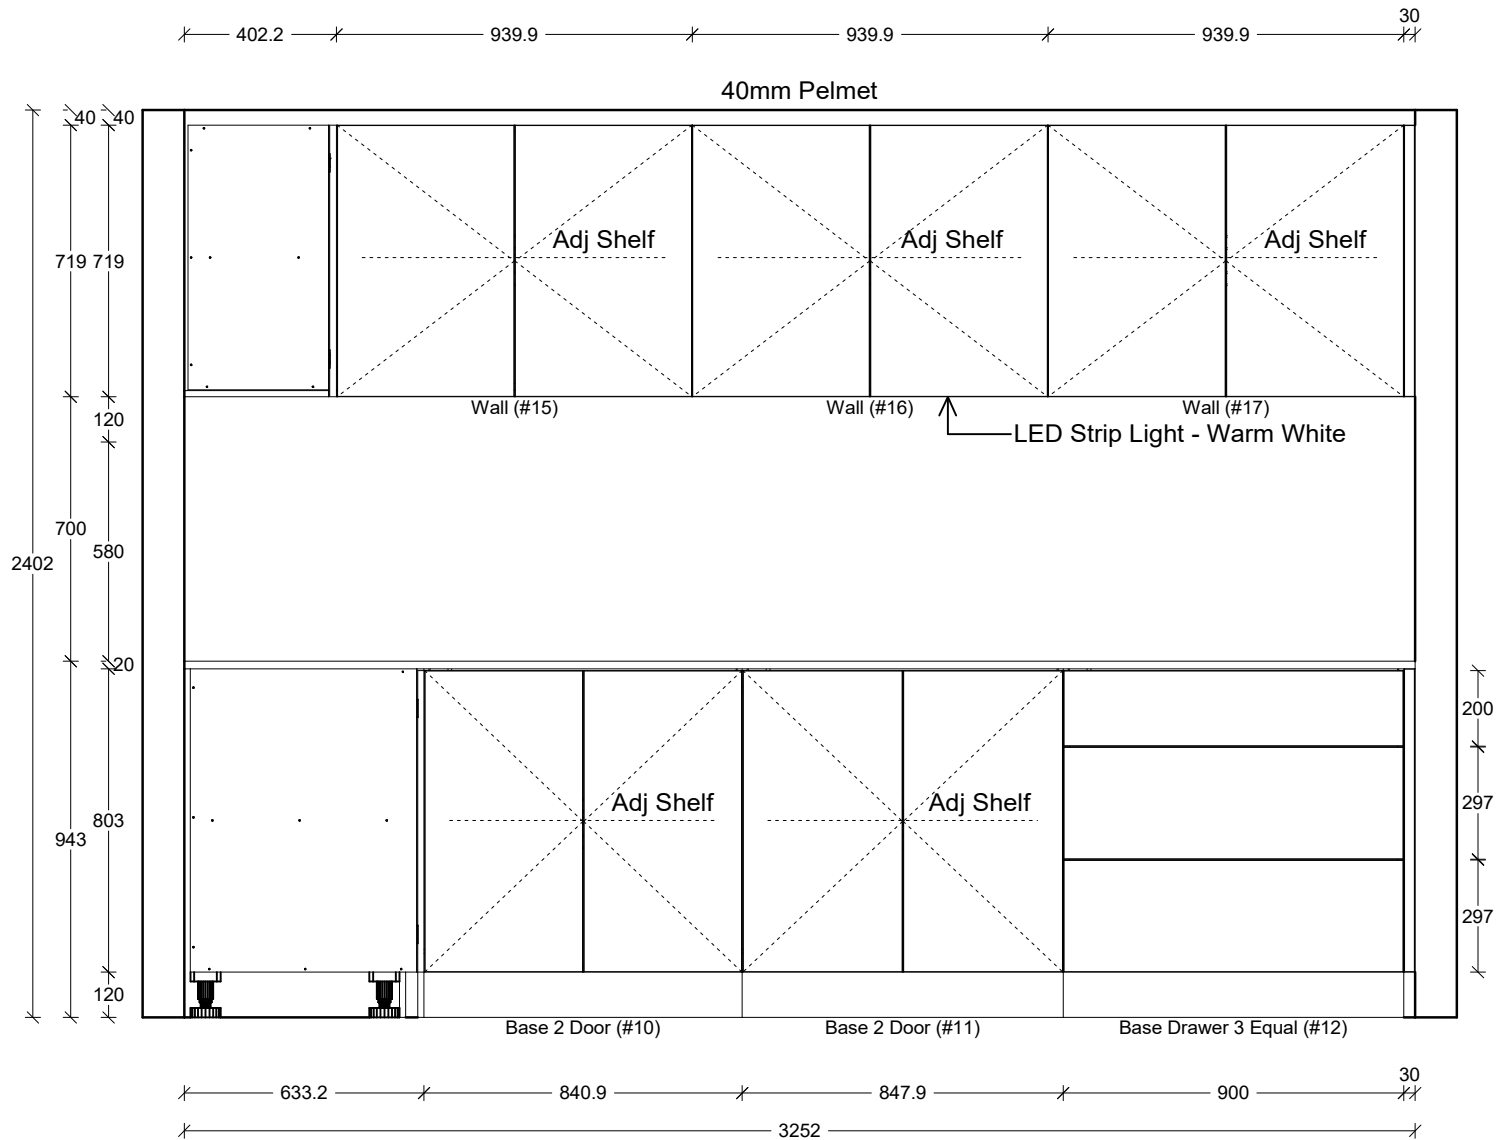 30
402.2 939.9 939.9 939.9
40mm Pelmet
40 40
719 719
Adj Shelf Adj Shelf Adj Shelf
Wall (#15) Wall (#16) Wall (#17)
120
LED Strip Light - Warm White
700
580
2402
20
200
Adj Shelf Adj Shelf
297
803
943
297
120
Base 2 Door (#10) Base 2 Door (#11) Base Drawer 3 Equal (#12)
30
633.2 840.9 847.9 900
3252